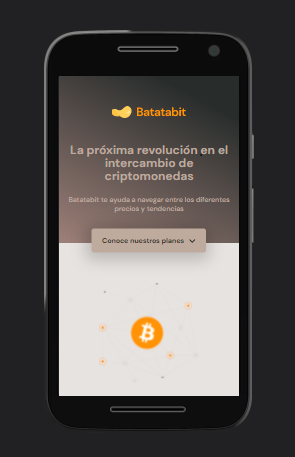 Batatabit
La próxima revolución en el
intercambio de
criptomonedas
Batatabit te ayuda a navegar entre los diferentes
precios y tendencias
Conoce nuestros planes